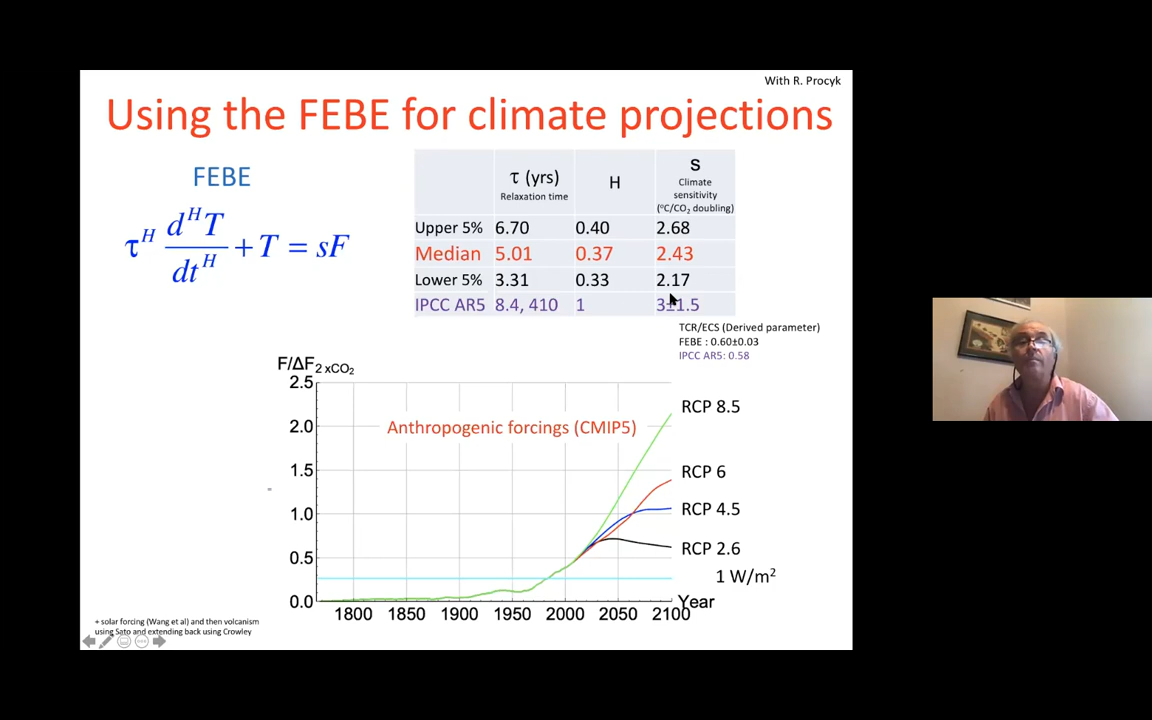 With R. Procyk
Using the FEBE for climate projections
FEBE
τ^H d^H T / dt^H + T = sF
τ (yrs) Relaxation time H S Climate sensitivity (°C/CO₂ doubling)
Upper 5% 6.70 0.40 2.68
Median 5.01 0.37 2.43
Lower 5% 3.31 0.33 2.17
IPCC AR5 8.4, 410 1 3±1.5
TCR/ECS (Derived parameter)
FEBE : 0.60±0.03
IPCC AR5: 0.58
F/ΔF₂ ₓCO₂
2.5
2.0
1.5
1.0
0.5
0.0
Anthropogenic forcings (CMIP5)
RCP 8.5
RCP 6
RCP 4.5
RCP 2.6
1 W/m²
Year
1800 1850 1900 1950 2000 2050 2100
+ solar forcing (Wang et al) and then volcanism
using Sato and extending back using Crowley